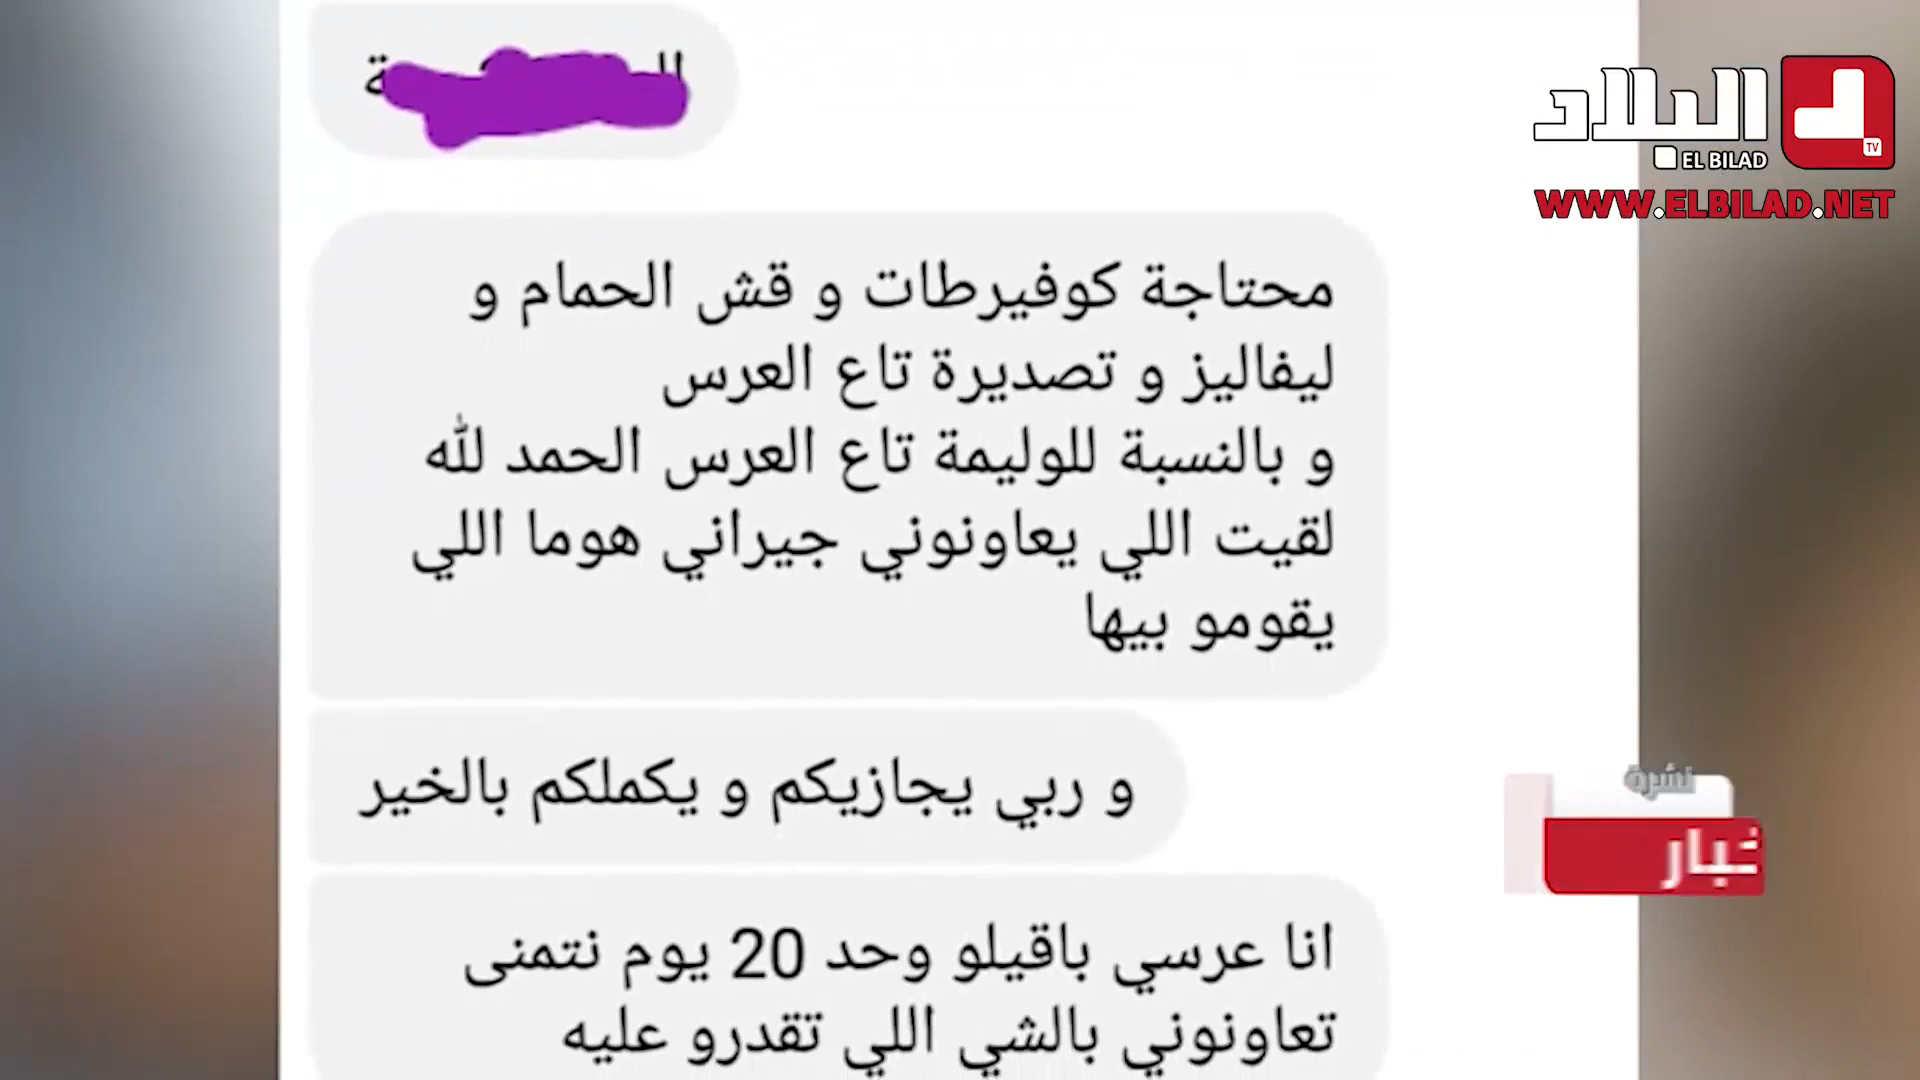 البلاد
TV
EL BILAD
WWW.ELBILAD.NET
محتاجة كوفيرطات و قش الحمام و
ليفاليز و تصديرة تاع العرس
و بالنسبة للوليمة تاع العرس الحمد لله
لقيت اللي يعاونوني جيراني هوما اللي
يقومو بيها
و ربي يجازيكم و يكملكم بالخير
نشرة
انا عرسي باقيلو وحد 20 يوم نتمنى
تعاونوني بالشي اللي تقدرو عليه